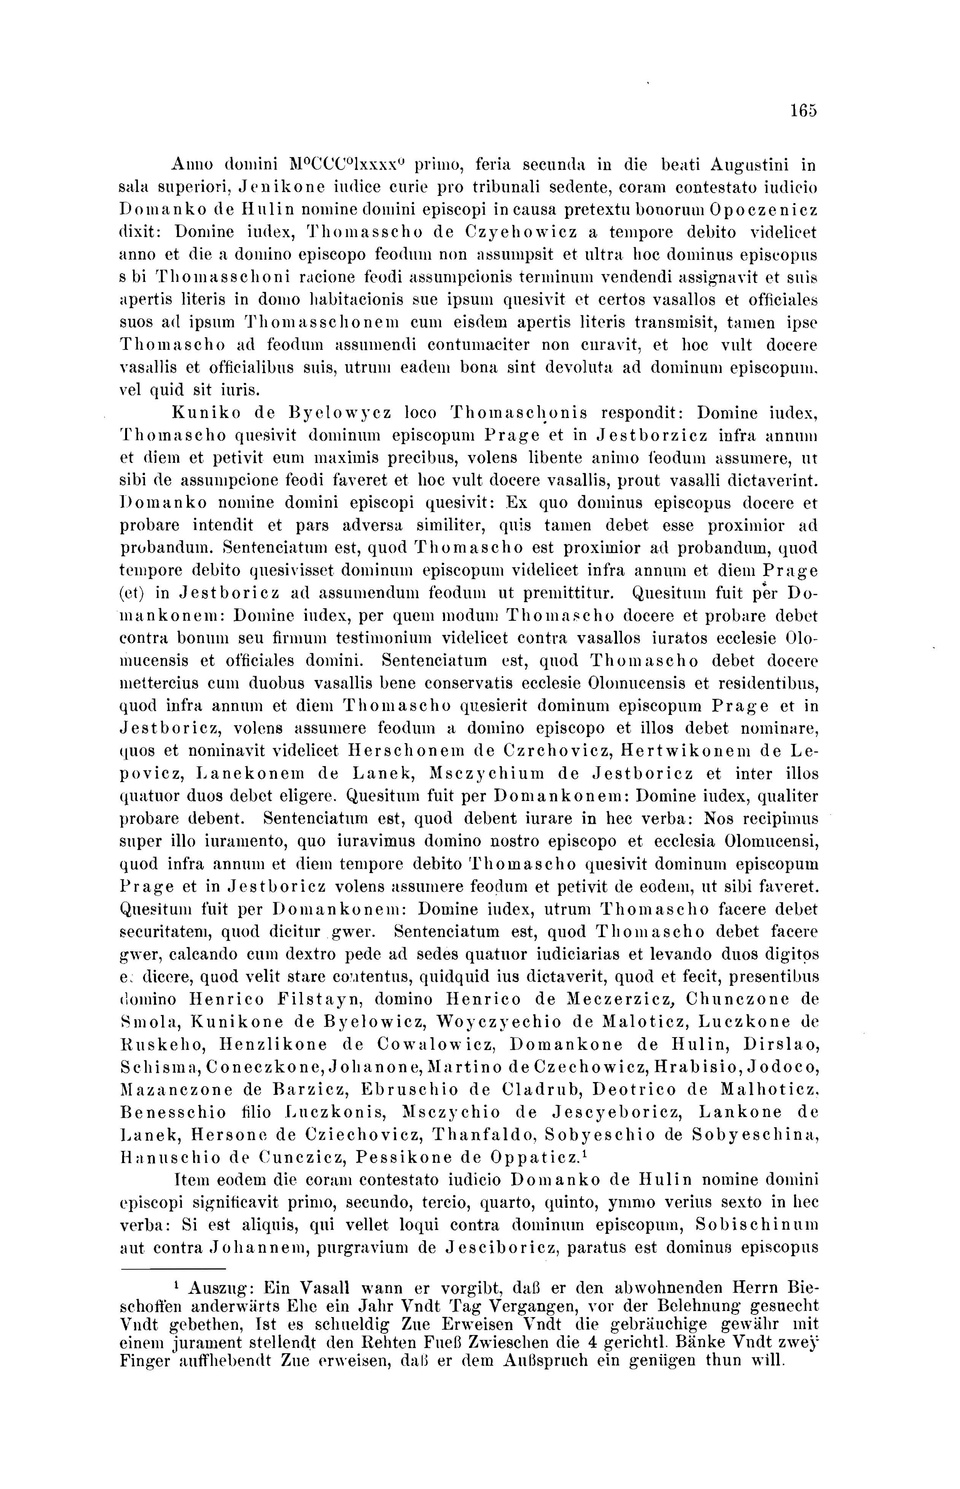 165
Anno domini M⁰CCC⁰lxxxx⁰ primo, feria secunda in die beati Augustini in
sala superiori, Jenikone iudice curie pro tribunali sedente, coram contestato iudicio
Domanko de Hulin nomine domini episcopi in causa pretextu bonorum Opoczenicz
dixit: Domine iudex, Thomasscho de Czyehowicz a tempore debito videlicet
anno et die a domino episcopo feodum non assumpsit et ultra hoc dominus episcopus
s bi Thomasschoni racione feodi assumpcionis terminum vendendi assignavit et suis
apertis literis in domo habitacionis sue ipsum quesivit et certos vasallos et officiales
suos ad ipsum Thomasschonem cum eisdem apertis literis transmisit, tamen ipse
Thomascho ad feodum assumendi contumaciter non curavit, et hoc vult docere
vasallis et officialibus suis, utrum eadem bona sint devoluta ad dominum episcopum,
vel quid sit iuris.
Kuniko de Byelowycz loco Thomaschonis respondit: Domine iudex,
Thomascho quesivit dominum episcopum Prage et in Jestborzicz infra annum
et diem et petivit eum maximis precibus, volens libente animo feodum assumere, ut
sibi de assumpcione feodi faveret et hoc vult docere vasallis, prout vasalli dictaverint.
Domanko nomine domini episcopi quesivit: Ex quo dominus episcopus docere et
probare intendit et pars adversa similiter, quis tamen debet esse proximior ad
probandum. Sentenciatum est, quod Thomascho est proximior ad probandum, quod
tempore debito quesivisset dominum episcopum videlicet infra annum et diem Prage
(et) in Jestboricz ad assumendum feodum ut premittitur. Quesitum fuit per Do-
mankonem: Domine iudex, per quem modum Thomascho docere et probare debet
contra bonum seu firmum testimonium videlicet contra vasallos iuratos ecclesie Olo-
mucensis et officiales domini. Sentenciatum est, quod Thomascho debet docere
mettercius cum duobus vasallis bene conservatis ecclesie Olomucensis et residentibus,
quod infra annum et diem Thomascho quesierit dominum episcopum Prage et in
Jestboricz, volens assumere feodum a domino episcopo et illos debet nominare,
quos et nominavit videlicet Herschonem de Czrchovicz, Hertwikonem de Le-
povicz, Lanekonem de Lanek, Msczychium de Jestboricz et inter illos
quatuor duos debet eligere. Quesitum fuit per Domankonem: Domine iudex, qualiter
probare debent. Sentenciatum est, quod debent iurare in hec verba: Nos recipimus
super illo iuramento, quo iuravimus domino nostro episcopo et ecclesia Olomucensi,
quod infra annum et diem tempore debito Thomascho quesivit dominum episcopum
Prage et in Jestboricz volens assumere feodum et petivit de eodem, ut sibi faveret.
Quesitum fuit per Domankonem: Domine iudex, utrum Thomascho facere debet
securitatem, quod dicitur gwer. Sentenciatum est, quod Thomascho debet facere
gwer, calcando cum dextro pede ad sedes quatuor iudiciarias et levando duos digitos
e. dicere, quod velit stare contentus, quidquid ius dictaverit, quod et fecit, presentibus
domino Henrico Filstayn, domino Henrico de Meczerzicz, Chunczone de
Smola, Kunikone de Byelowicz, Woyczyechio de Maloticz, Luczkone de
Ruskeho, Henzlikone de Cowalowicz, Domankone de Hulin, Dirslao,
Schisma, Coneczkone, Johanone, Martino de Czechowicz, Hrabisio, Jodoco,
Mazanczone de Barzicz, Ebruschio de Cladrub, Deotrico de Malhoticz,
Benesschio filio Luczkonis, Msczychio de Jescyeboricz, Lankone de
Lanek, Hersone de Cziechovicz, Thanfaldo, Sobyeschio de Sobyeschina,
Hanuschio de Cunczicz, Pessikone de Oppaticz.¹
Item eodem die coram contestato iudicio Domanko de Hulin nomine domini
episcopi significavit primo, secundo, tercio, quarto, quinto, ymmo verius sexto in hec
verba: Si est aliquis, qui vellet loqui contra dominum episcopum, Sobischinum
aut contra Johannem, purgravium de Jesciboricz, paratus est dominus episcopus
¹ Auszug: Ein Vasall wann er vorgibt, daß er den abwohnenden Herrn Bie-
schoffen anderwärts Ehe ein Jahr Vndt Tag Vergangen, vor der Belehnung gesuecht
Vndt gebethen, Ist es schueldig Zue Erweisen Vndt die gebräuchige gewähr mit
einem jurament stellendt den Rehten Fueß Zwieschen die 4 gerichtl. Bänke Vndt zwey
Finger auffhebendt Zue erweisen, daß er dem Außspruch ein genügen thun will.